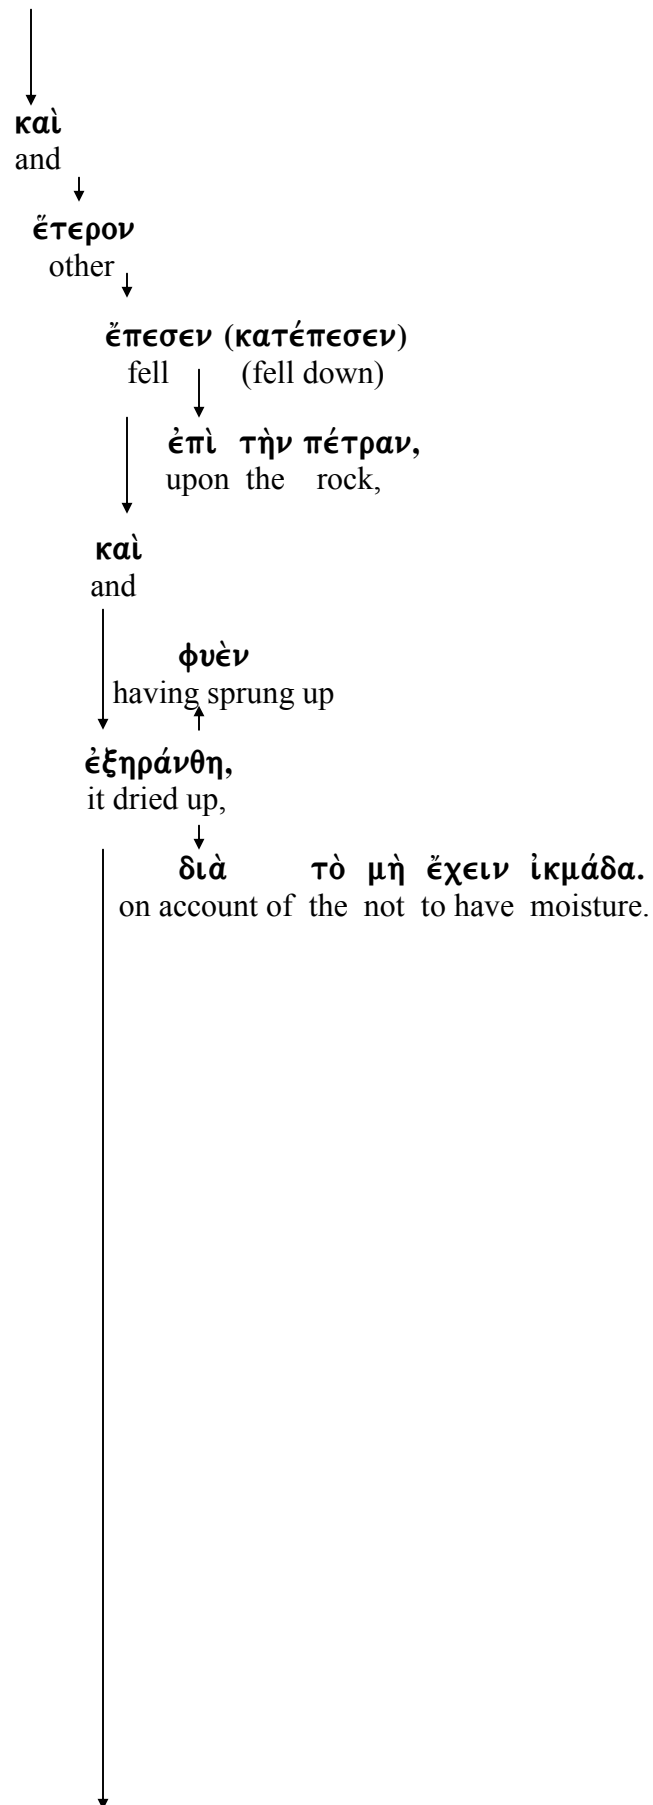 καὶ
and
ἕτερον
other
ἔπεσεν (κατέπεσεν)
fell (fell down)
ἐπὶ τὴν πέτραν,
upon the rock,
καὶ
and
φυὲν
having sprung up
ἐξηράνθη,
it dried up,
διὰ τὸ μὴ ἔχειν ἰκμάδα.
on account of the not to have moisture.